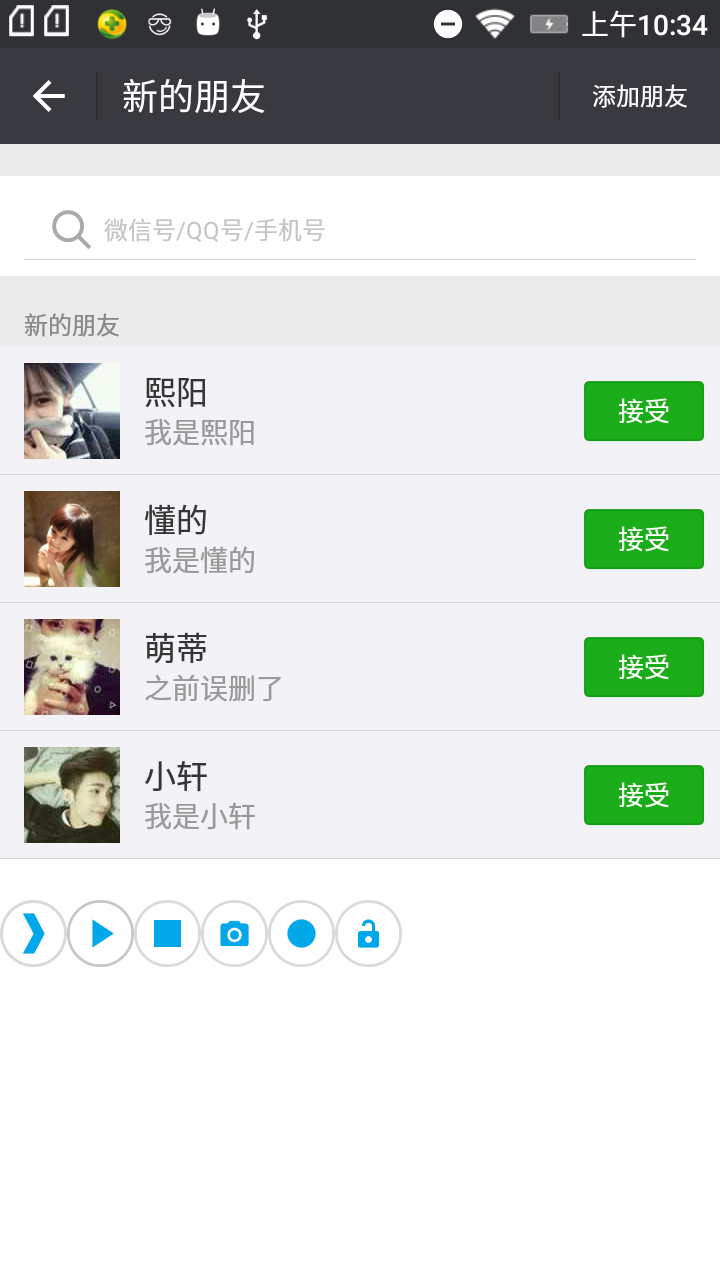 上午10:34
新的朋友
添加朋友
微信号/QQ号/手机号
新的朋友
熙阳
我是熙阳
接受
懂的
我是懂的
接受
萌蒂
之前误删了
接受
小轩
我是小轩
接受